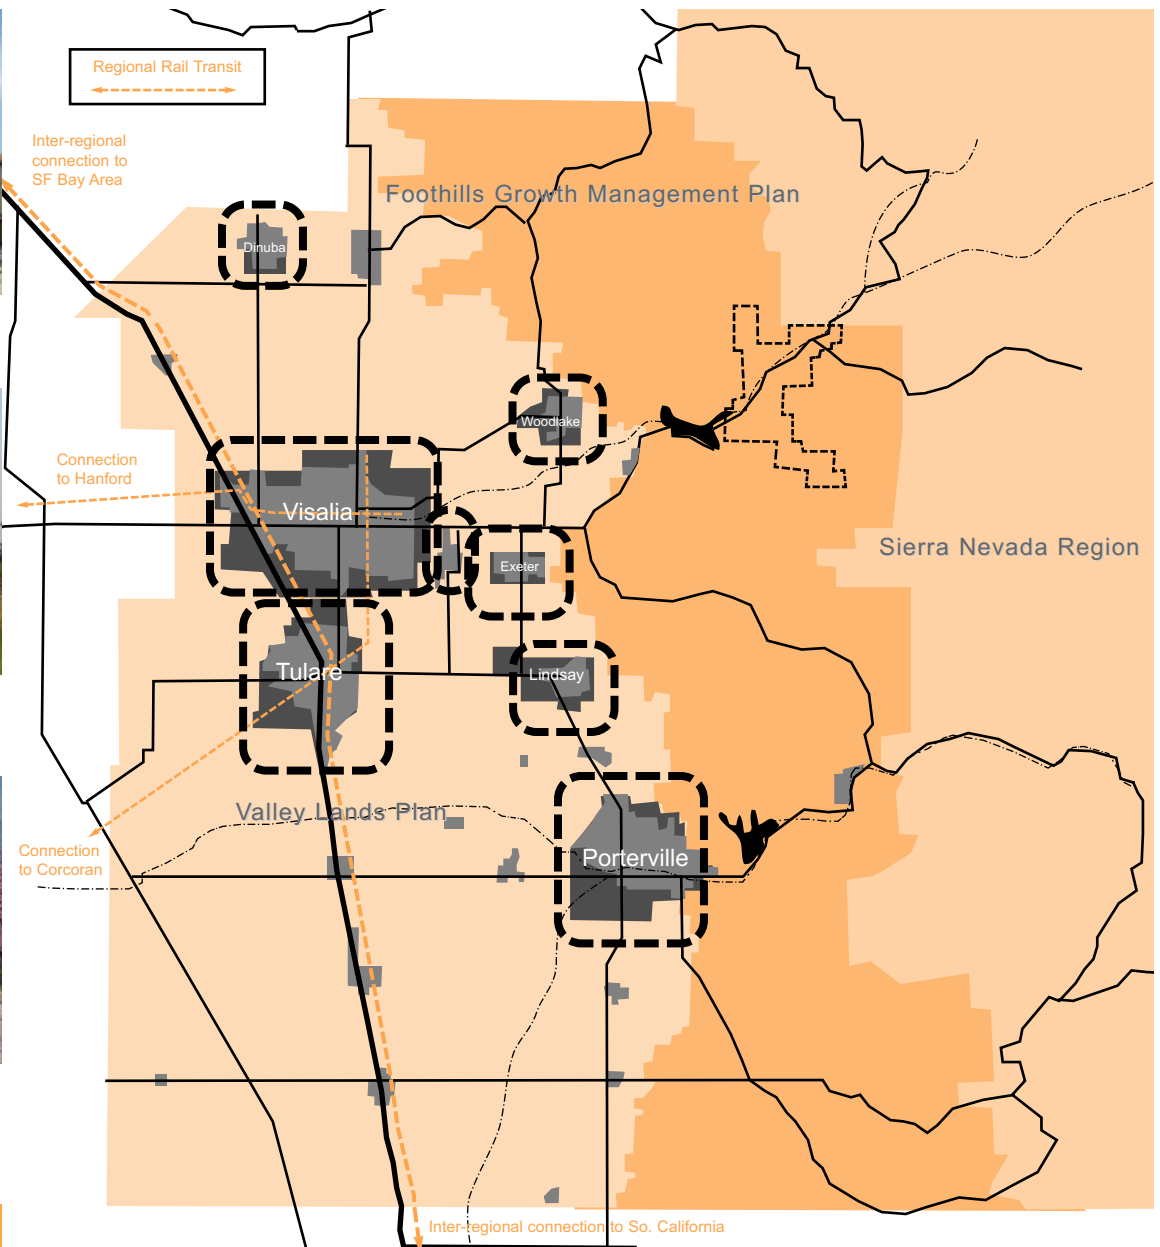 Regional Rail Transit
Inter-regional
connection to
SF Bay Area
Foothills Growth Management Plan
Dinuba
Woodlake
Connection
to Hanford
Visalia
Sierra Nevada Region
Exeter
Tulare
Lindsay
Valley Lands Plan
Connection
to Corcoran
Porterville
Inter-regional connection to So. California